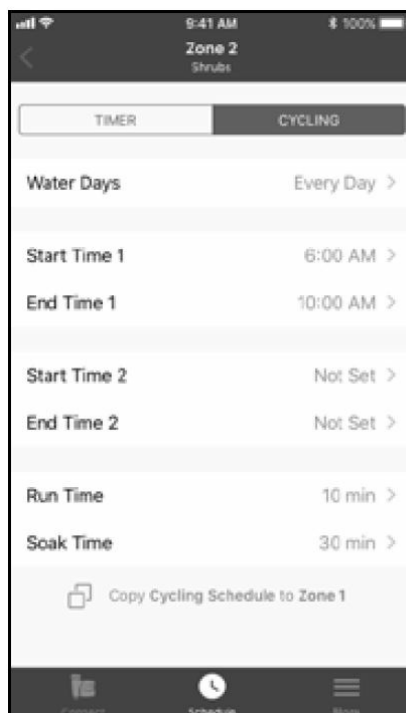 9:41 AM
100%
Zone 2
Shrubs
TIMER
CYCLING
Water Days Every Day
Start Time 1 6:00 AM
End Time 1 10:00 AM
Start Time 2 Not Set
End Time 2 Not Set
Run Time 10 min
Soak Time 30 min
Copy Cycling Schedule to Zone 1
Connect Schedule More